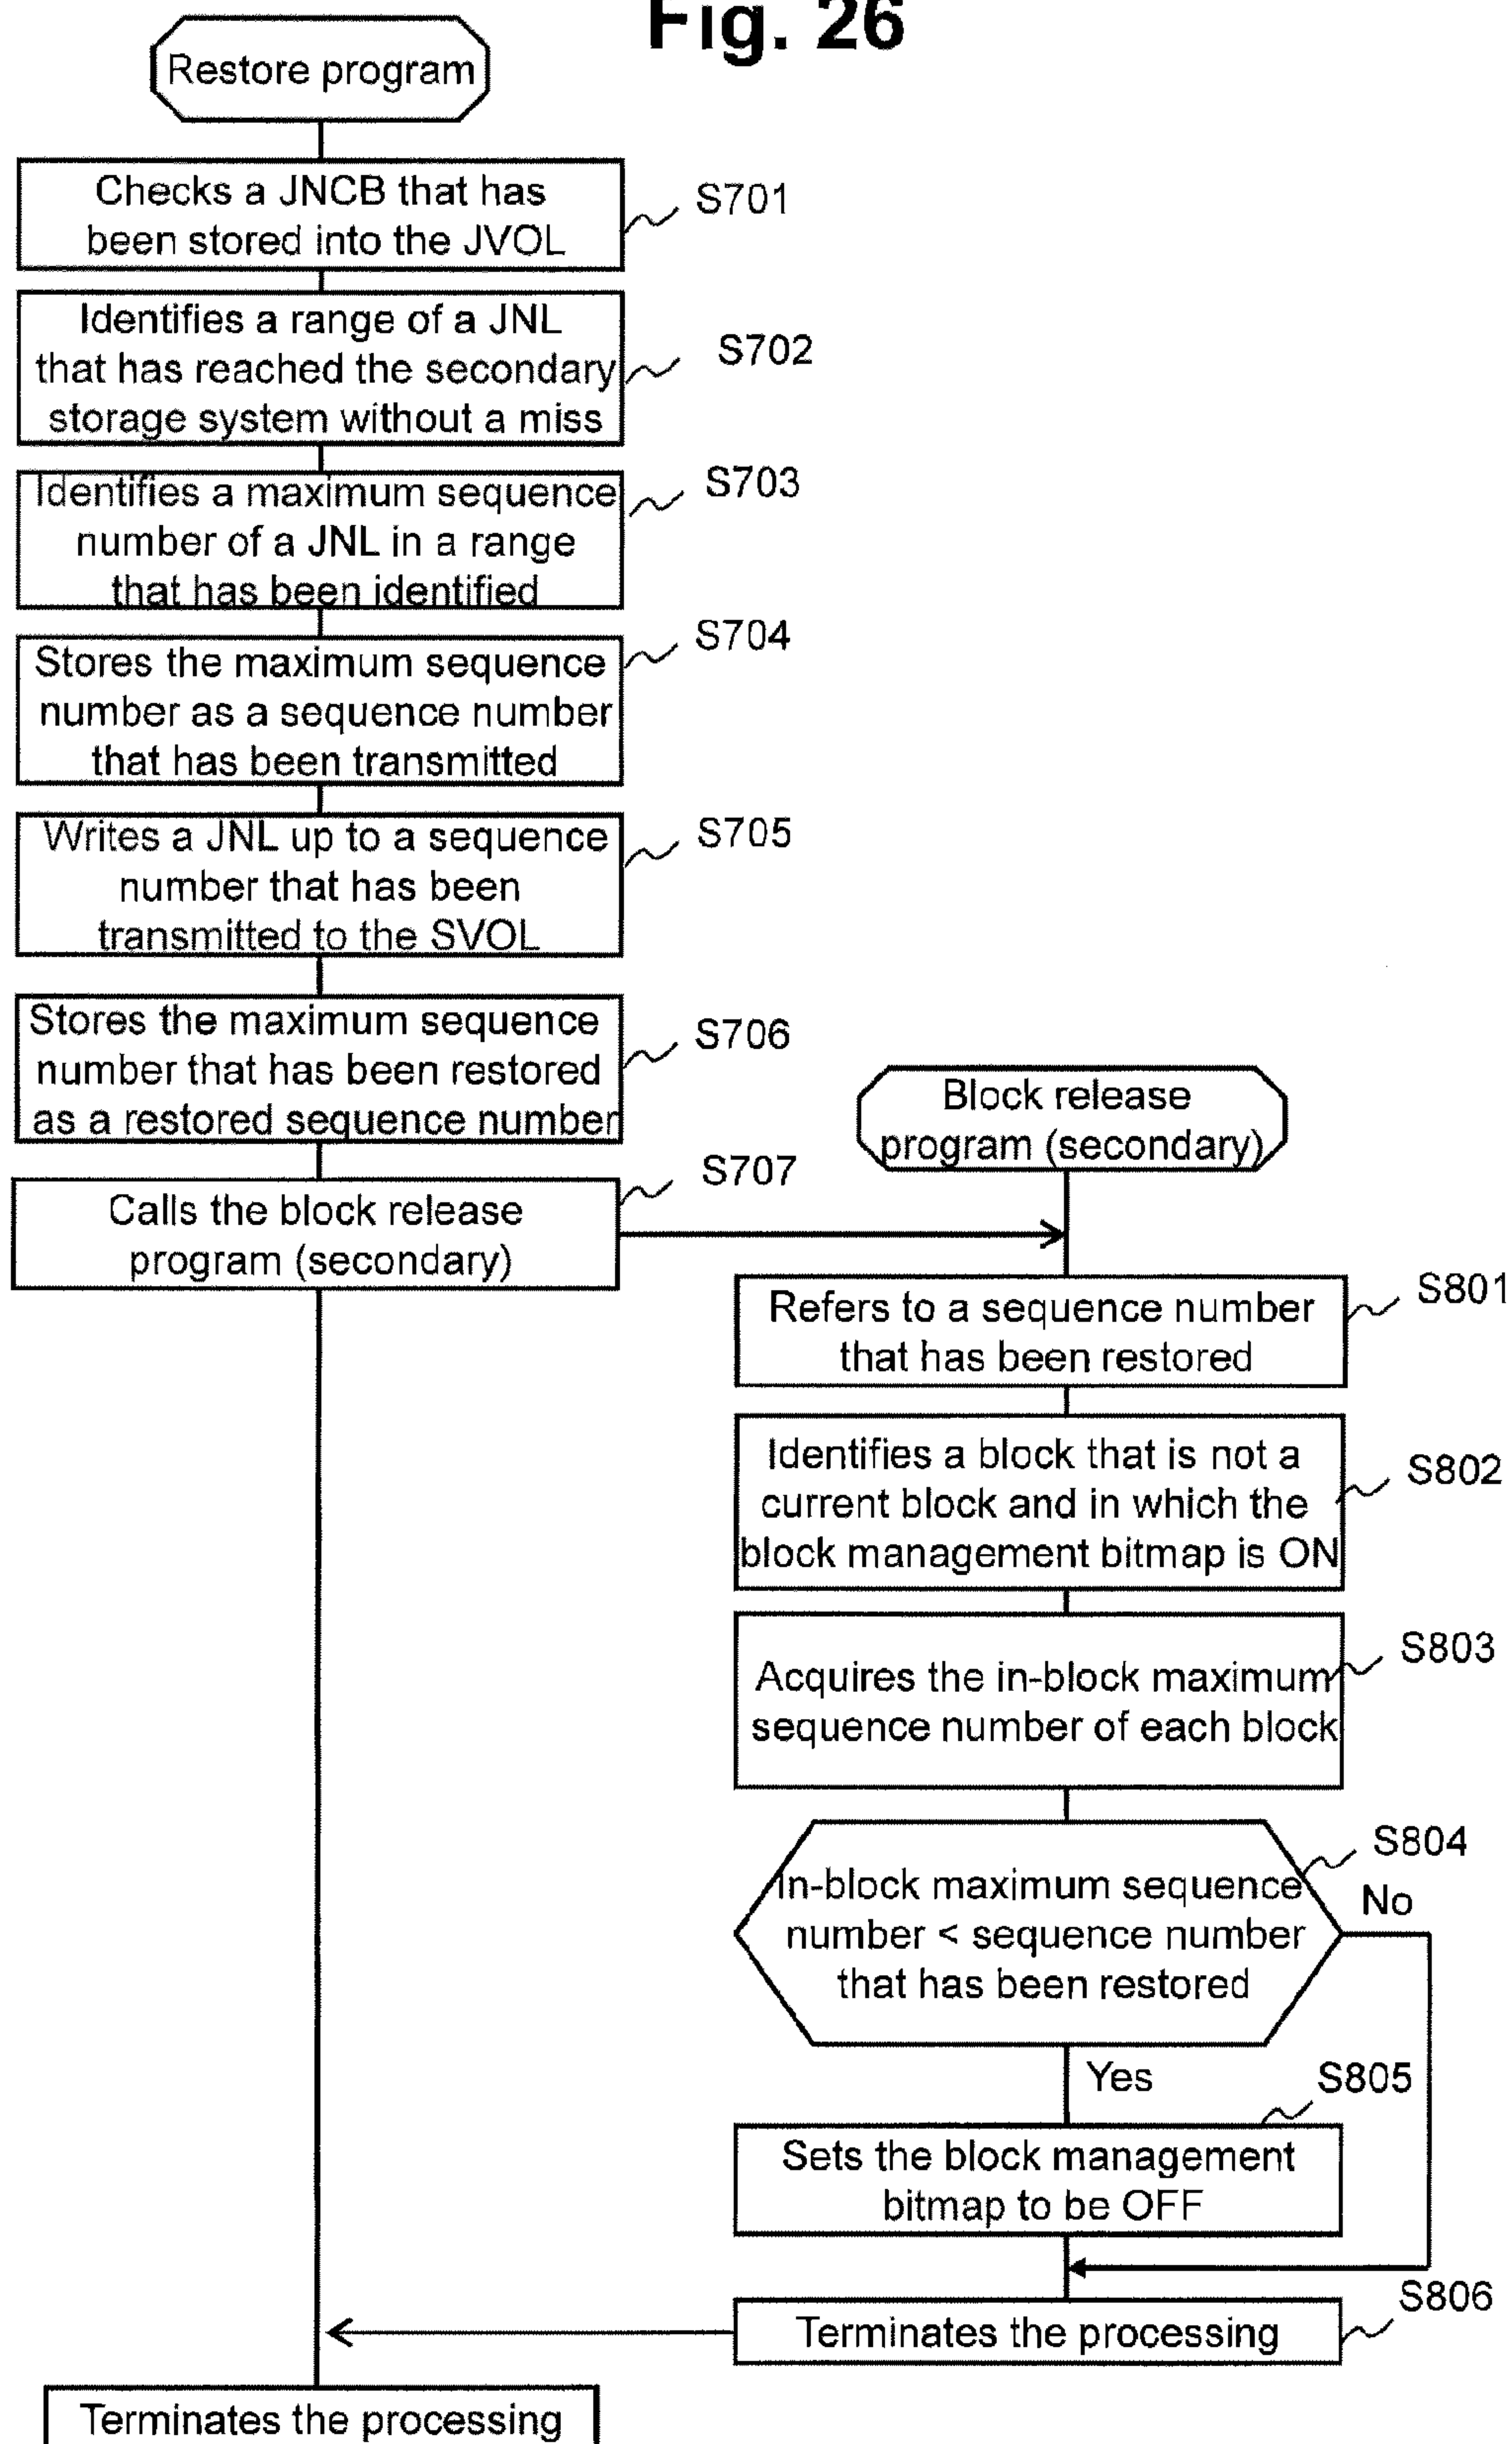 Fig. 26
Restore program
Checks a JNCB that has
been stored into the JVOL
S701
Identifies a range of a JNL
that has reached the secondary
storage system without a miss
S702
Identifies a maximum sequence
number of a JNL in a range
that has been identified
S703
Stores the maximum sequence
number as a sequence number
that has been transmitted
S704
Writes a JNL up to a sequence
number that has been
transmitted to the SVOL
S705
Stores the maximum sequence
number that has been restored
as a restored sequence number
S706
Calls the block release
program (secondary)
S707
Block release
program (secondary)
Refers to a sequence number
that has been restored
S801
Identifies a block that is not a
current block and in which the
block management bitmap is ON
S802
Acquires the in-block maximum
sequence number of each block
S803
In-block maximum sequence
number < sequence number
that has been restored
S804
No
Yes
Sets the block management
bitmap to be OFF
S805
Terminates the processing
S806
Terminates the processing